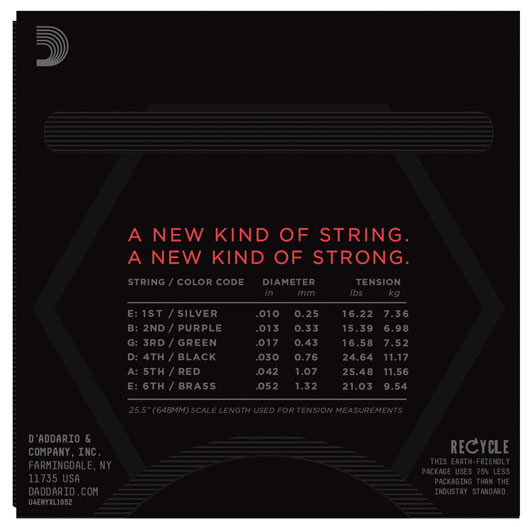 A NEW KIND OF STRING.
A NEW KIND OF STRONG.
STRING / COLOR CODE DIAMETER TENSION
in mm lbs kg
E: 1ST / SILVER .010 0.25 16.22 7.36
B: 2ND / PURPLE .013 0.33 15.39 6.98
G: 3RD / GREEN .017 0.43 16.58 7.52
D: 4TH / BLACK .030 0.76 24.64 11.17
A: 5TH / RED .042 1.07 25.48 11.56
E: 6TH / BRASS .052 1.32 21.03 9.54
25.5" (648MM) SCALE LENGTH USED FOR TENSION MEASUREMENTS
D'ADDARIO &
COMPANY, INC.
FARMINGDALE, NY
11735 USA
DADDARIO.COM
U4ENYXL1052
RECYCLE
THIS EARTH-FRIENDLY
PACKAGE USES 75% LESS
PACKAGING THAN THE
INDUSTRY STANDARD.